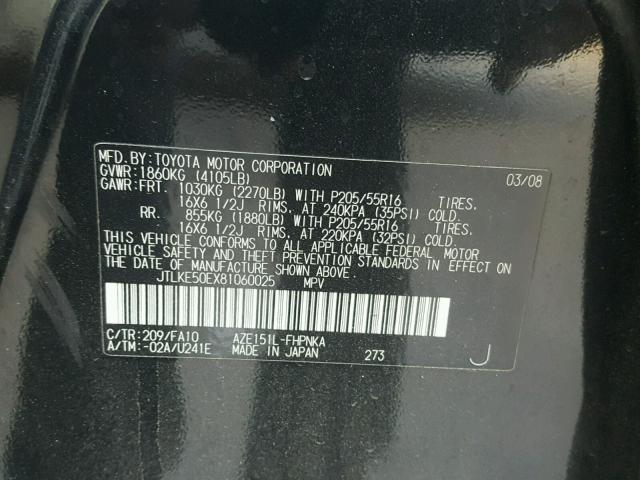 MFD.BY:TOYOTA MOTOR CORPORATION 03/08
GVWR:1860KG (4105LB)
GAWR:FRT. 1030KG (2270LB) WITH P205/55R16 TIRES,
16X6 1/2J RIMS, AT 240KPA (35PSI) COLD.
RR. 855KG (1880LB) WITH P205/55R16 TIRES,
16X6 1/2J RIMS, AT 220KPA (32PSI) COLD.
THIS VEHICLE CONFORMS TO ALL APPLICABLE FEDERAL MOTOR
VEHICLE SAFETY AND THEFT PREVENTION STANDARDS IN EFFECT ON
THE DATE OF MANUFACTURE SHOWN ABOVE.
JTLKE50EX81060025 MPV
C/TR:209/FA10 AZE151L-FHPNKA
A/TM:-02A/U241E MADE IN JAPAN 273 J